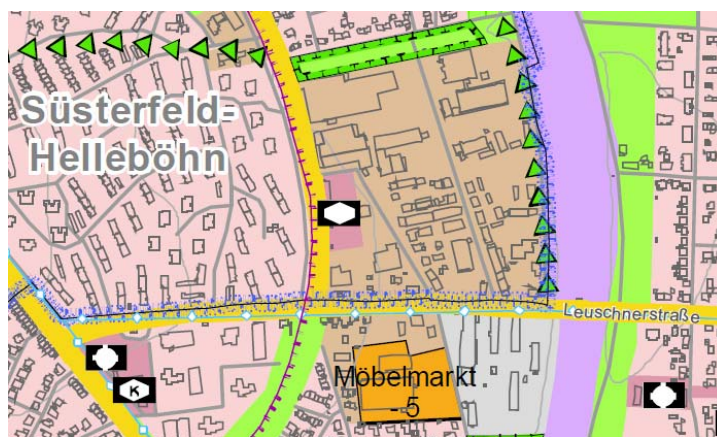 Süsterfeld-
Helleböhn
Leuschnerstraße
K
Möbelmarkt
- 5